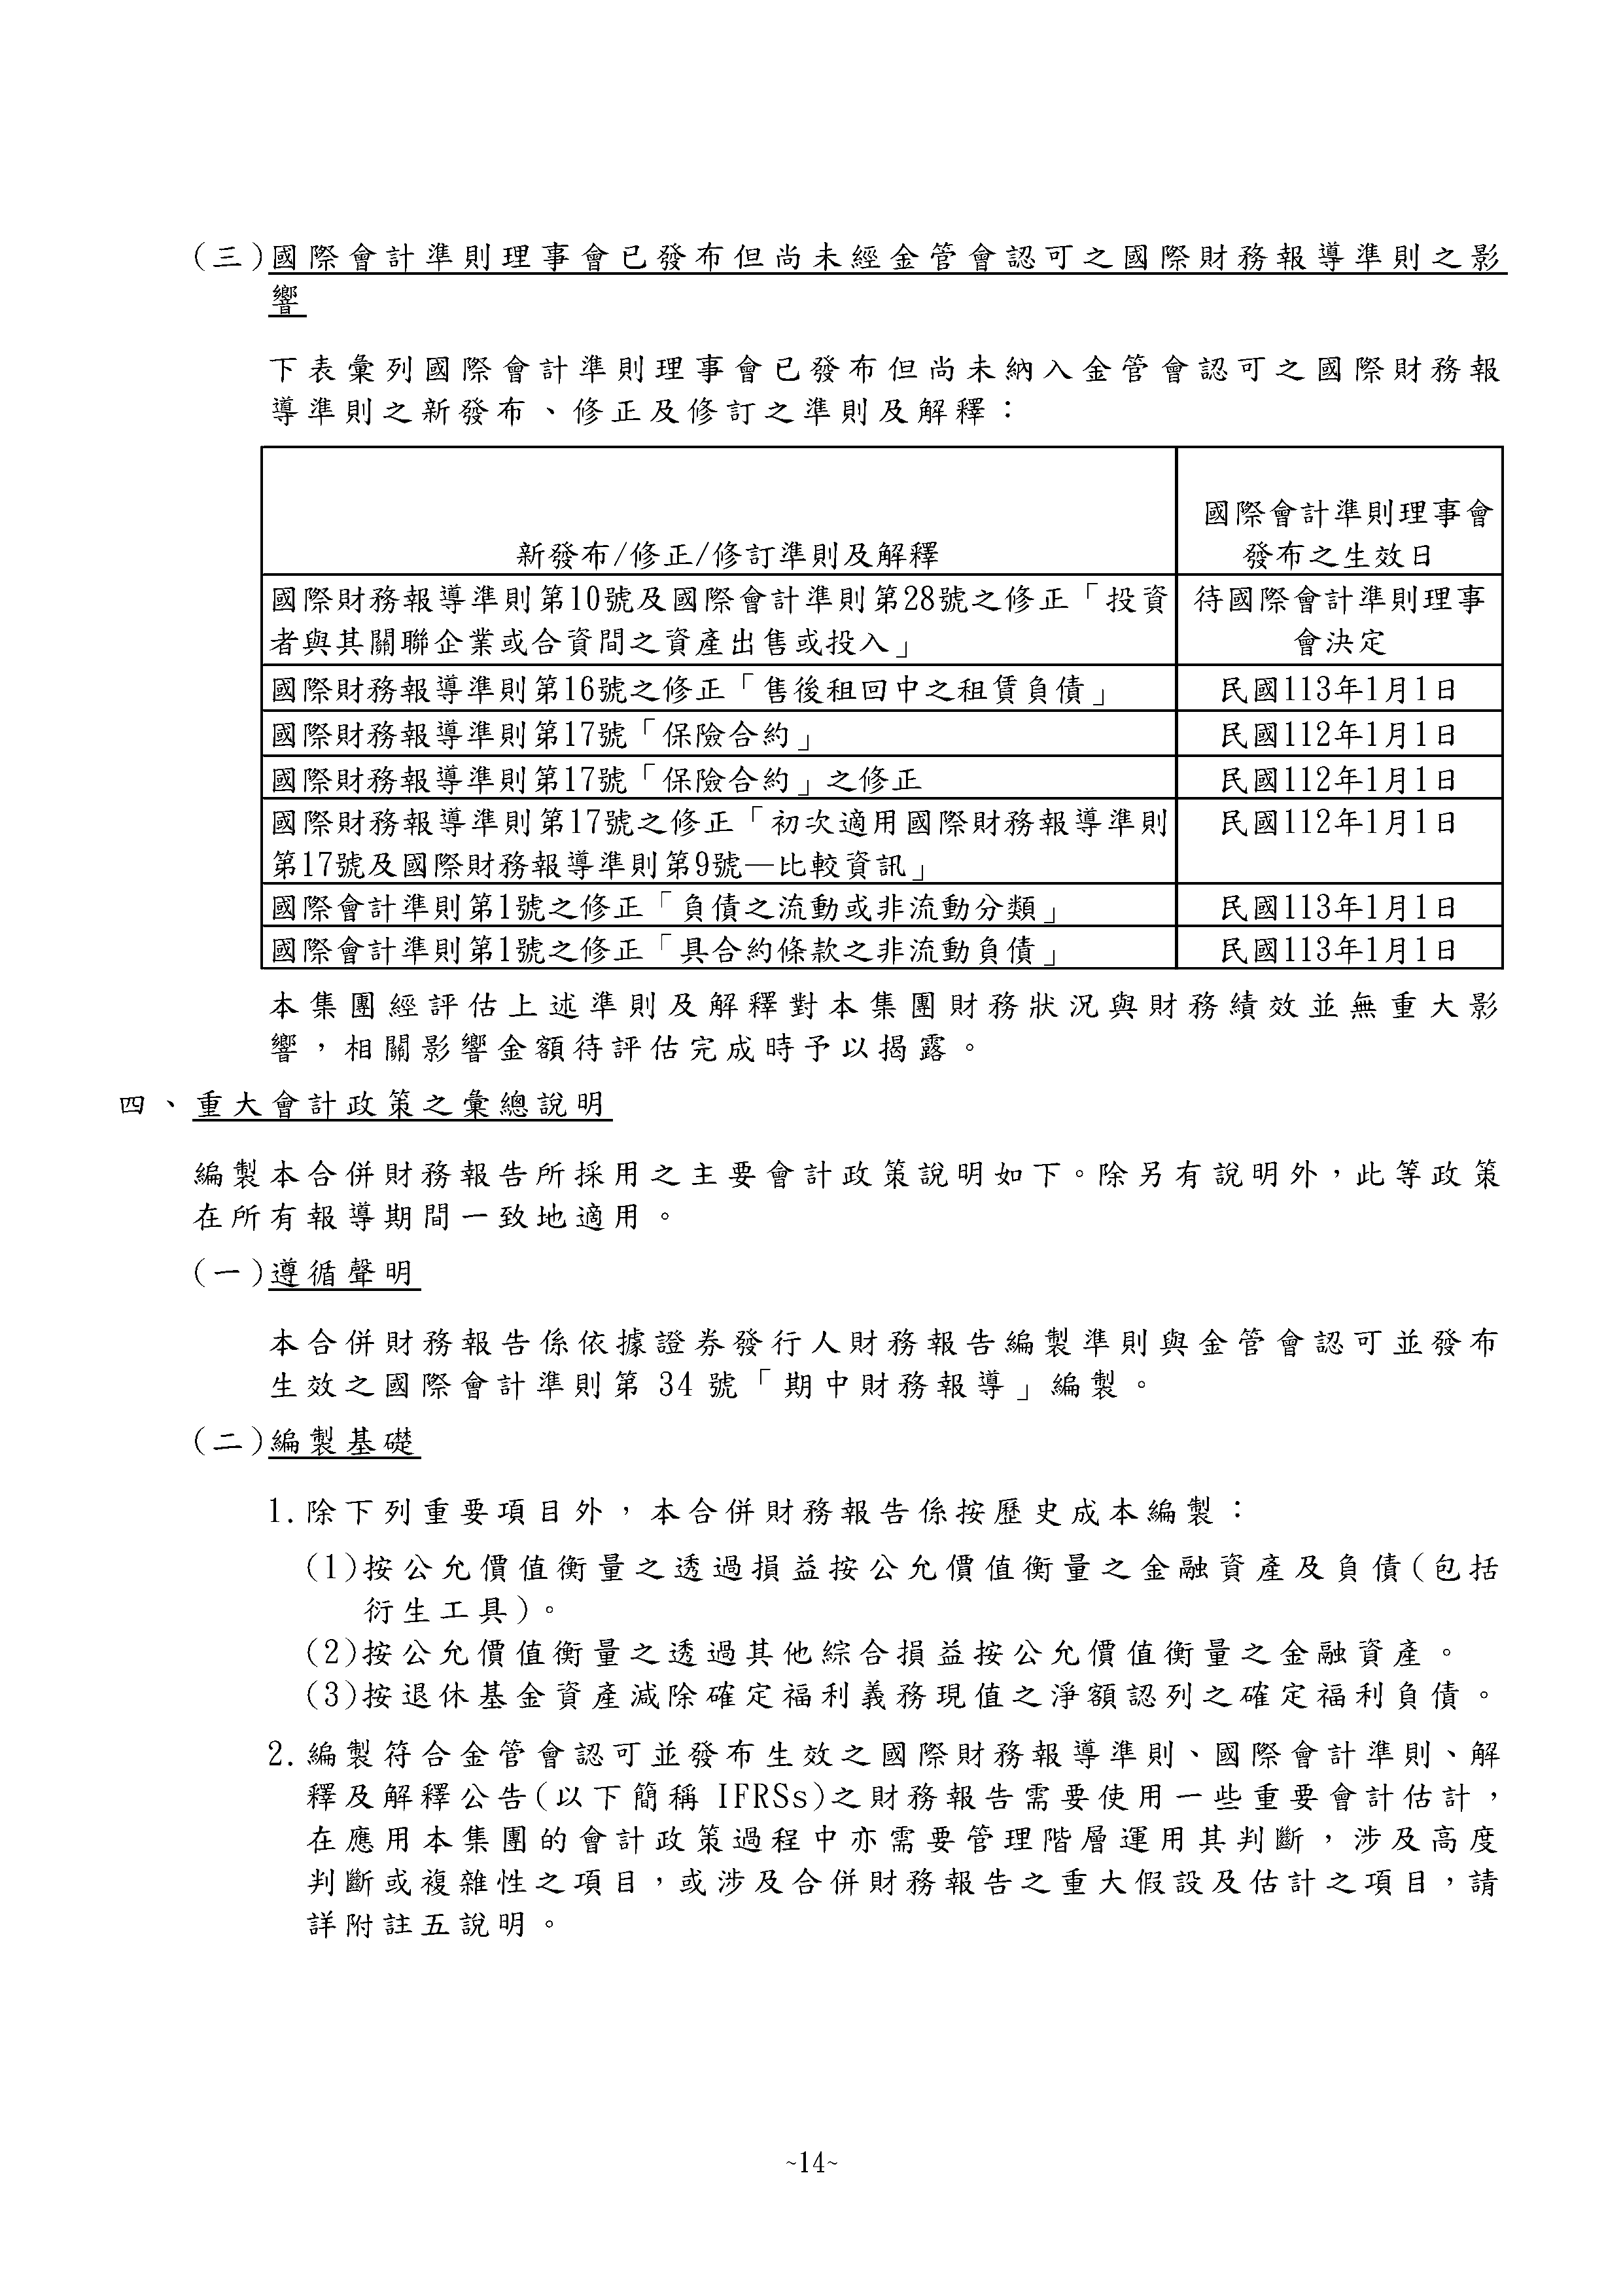 (三)國際會計準則理事會已發布但尚未經金管會認可之國際財務報導準則之影
響
下表彙列國際會計準則理事會已發布但尚未納入金管會認可之國際財務報
導準則之新發布、修正及修訂之準則及解釋：
新發布/修正/修訂準則及解釋
國際會計準則理事會
發布之生效日
國際財務報導準則第10號及國際會計準則第28號之修正「投資
者與其關聯企業或合資間之資產出售或投入」
待國際會計準則理事
會決定
國際財務報導準則第16號之修正「售後租回中之租賃負債」
民國113年1月1日
國際財務報導準則第17號「保險合約」
民國112年1月1日
國際財務報導準則第17號「保險合約」之修正
民國112年1月1日
國際財務報導準則第17號之修正「初次適用國際財務報導準則
第17號及國際財務報導準則第9號—比較資訊」
民國112年1月1日
國際會計準則第1號之修正「負債之流動或非流動分類」
民國113年1月1日
國際會計準則第1號之修正「具合約條款之非流動負債」
民國113年1月1日
本集團經評估上述準則及解釋對本集團財務狀況與財務績效並無重大影
響，相關影響金額待評估完成時予以揭露。
四、重大會計政策之彙總說明
編製本合併財務報告所採用之主要會計政策說明如下。除另有說明外，此等政策
在所有報導期間一致地適用。
(一)遵循聲明
本合併財務報告係依據證券發行人財務報告編製準則與金管會認可並發布
生效之國際會計準則第 34 號「期中財務報導」編製。
(二)編製基礎
1.除下列重要項目外，本合併財務報告係按歷史成本編製：
(1)按公允價值衡量之透過損益按公允價值衡量之金融資產及負債(包括
衍生工具)。
(2)按公允價值衡量之透過其他綜合損益按公允價值衡量之金融資產。
(3)按退休基金資產減除確定福利義務現值之淨額認列之確定福利負債。
2.編製符合金管會認可並發布生效之國際財務報導準則、國際會計準則、解
釋及解釋公告(以下簡稱 IFRSs)之財務報告需要使用一些重要會計估計，
在應用本集團的會計政策過程中亦需要管理階層運用其判斷，涉及高度
判斷或複雜性之項目，或涉及合併財務報告之重大假設及估計之項目，請
詳附註五說明。
~14~